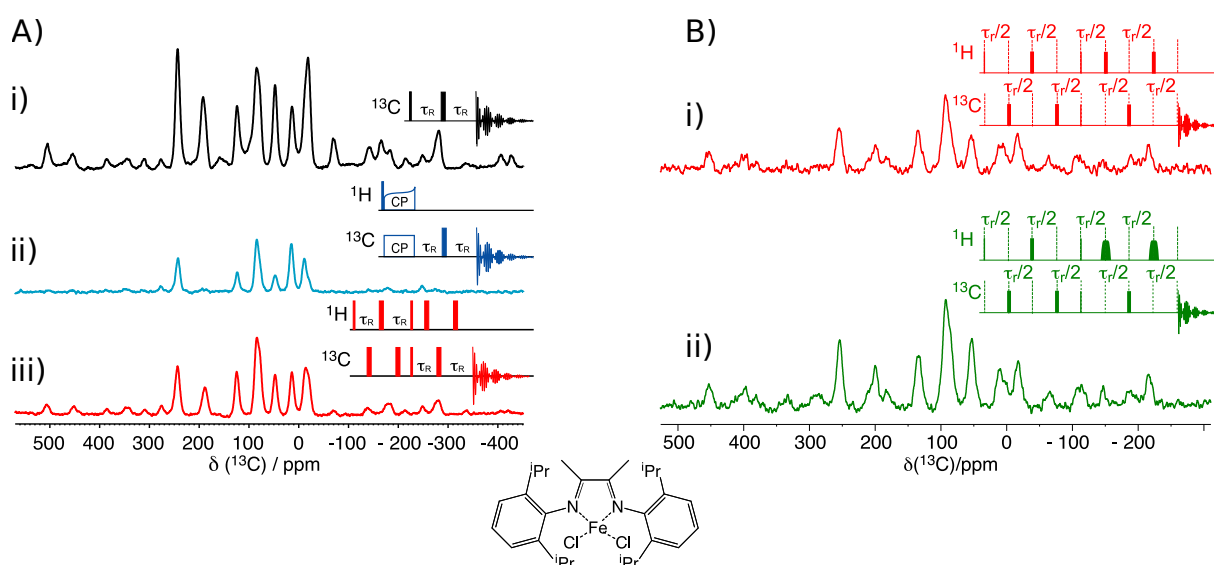 A)
i)
¹³C τR τR
¹H CP
ii)
¹³C CP τR τR
¹H τR τR
iii)
¹³C τR τR
500 400 300 200 100 0 -100 -200 -300 -400
δ (¹³C) / ppm
B)
τr/2 τr/2 τr/2 τr/2
¹H
τr/2 τr/2 τr/2 τr/2
i)
¹³C
τr/2 τr/2 τr/2 τr/2
¹H
τr/2 τr/2 τr/2 τr/2
¹³C
ii)
500 400 300 200 100 0 - 100 - 200
δ(¹³C)/ppm
iPr iPr
N N
Fe
Cl Cl
iPr iPr